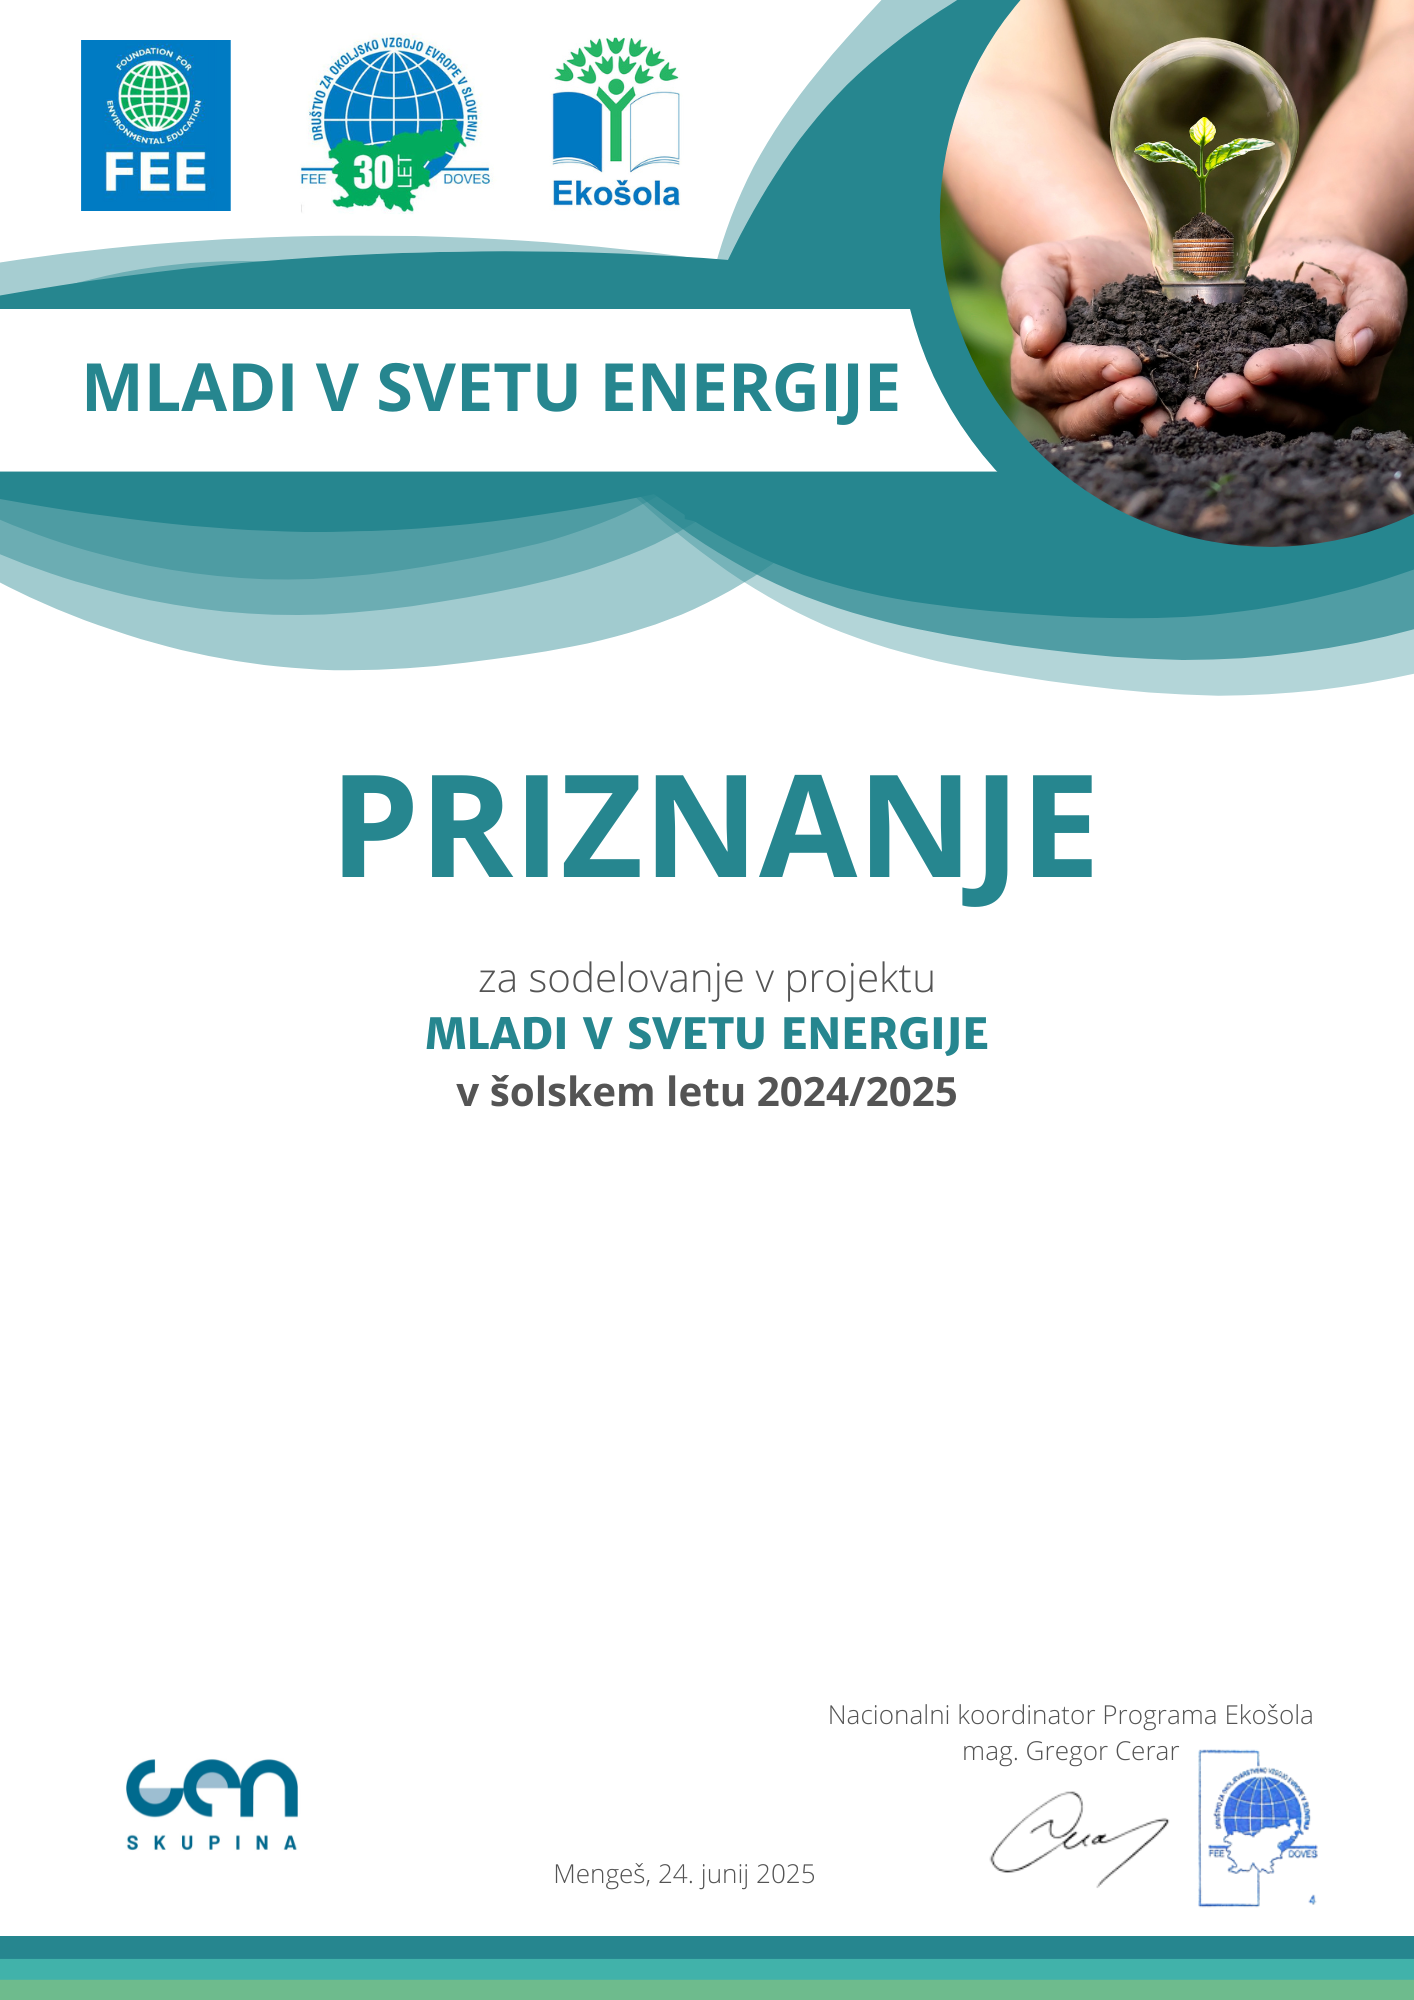 FOUNDATION FOR
ENVIRONMENTAL EDUCATION
FEE
DRUŠTVO ZA OKOLJSKO VZGOJO EVROPE V SLOVENIJI
30 LET
FEE DOVES
Ekošola
MLADI V SVETU ENERGIJE
PRIZNANJE
za sodelovanje v projektu
MLADI V SVETU ENERGIJE
v šolskem letu 2024/2025
Nacionalni koordinator Programa Ekošola
mag. Gregor Cerar
gen
SKUPINA
FEE DOVES
4
Mengeš, 24. junij 2025